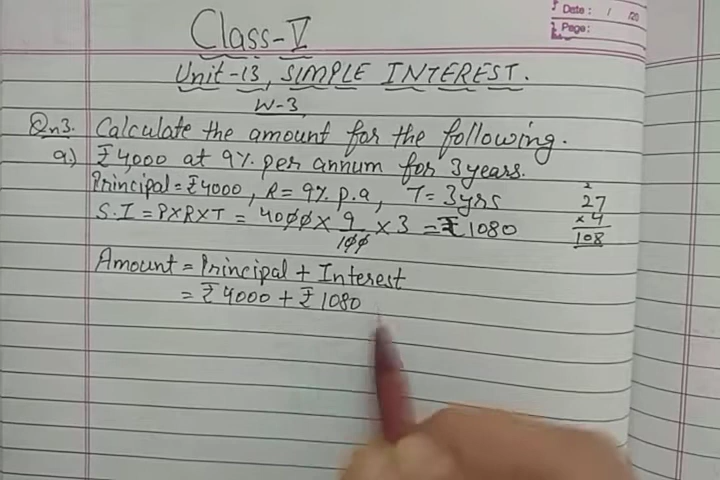 Date: / /20
Page:
Class-V
Unit-13, SIMPLE INTEREST.
W-3
Qn3. Calculate the amount for the following.
a.) ₹4,000 at 9% per annum for 3 years.
Principal = ₹4000, R = 9% p.a, T = 3yrs
S.I = P×R×T = 4000 × 9/100 × 3 = ₹1080
2
27
×4
108
Amount = Principal + Interest
= ₹4000 + ₹1080